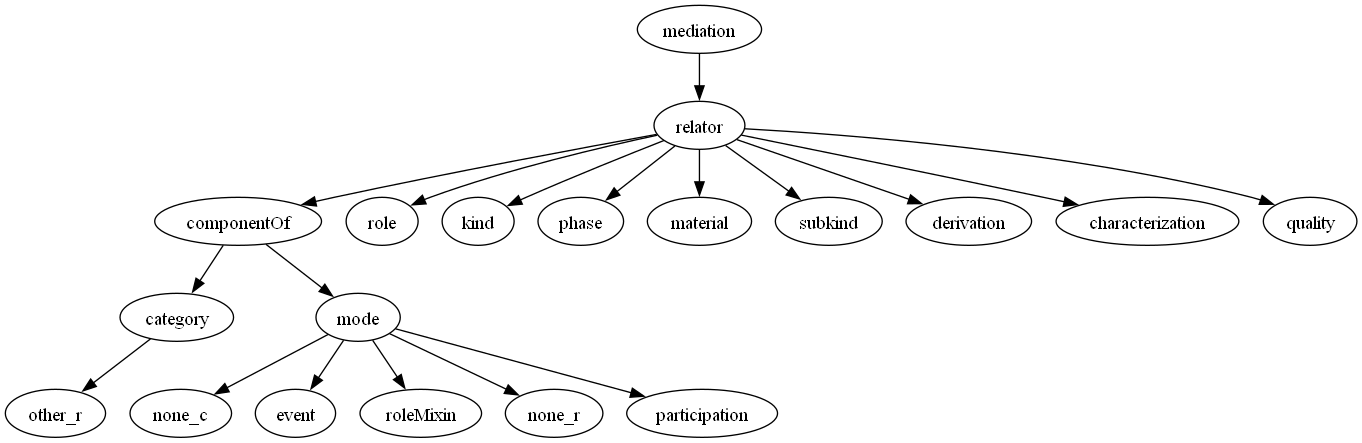 mediation
relator
componentOf
role
kind
phase
material
subkind
derivation
characterization
quality
category
mode
other_r
none_c
event
roleMixin
none_r
participation